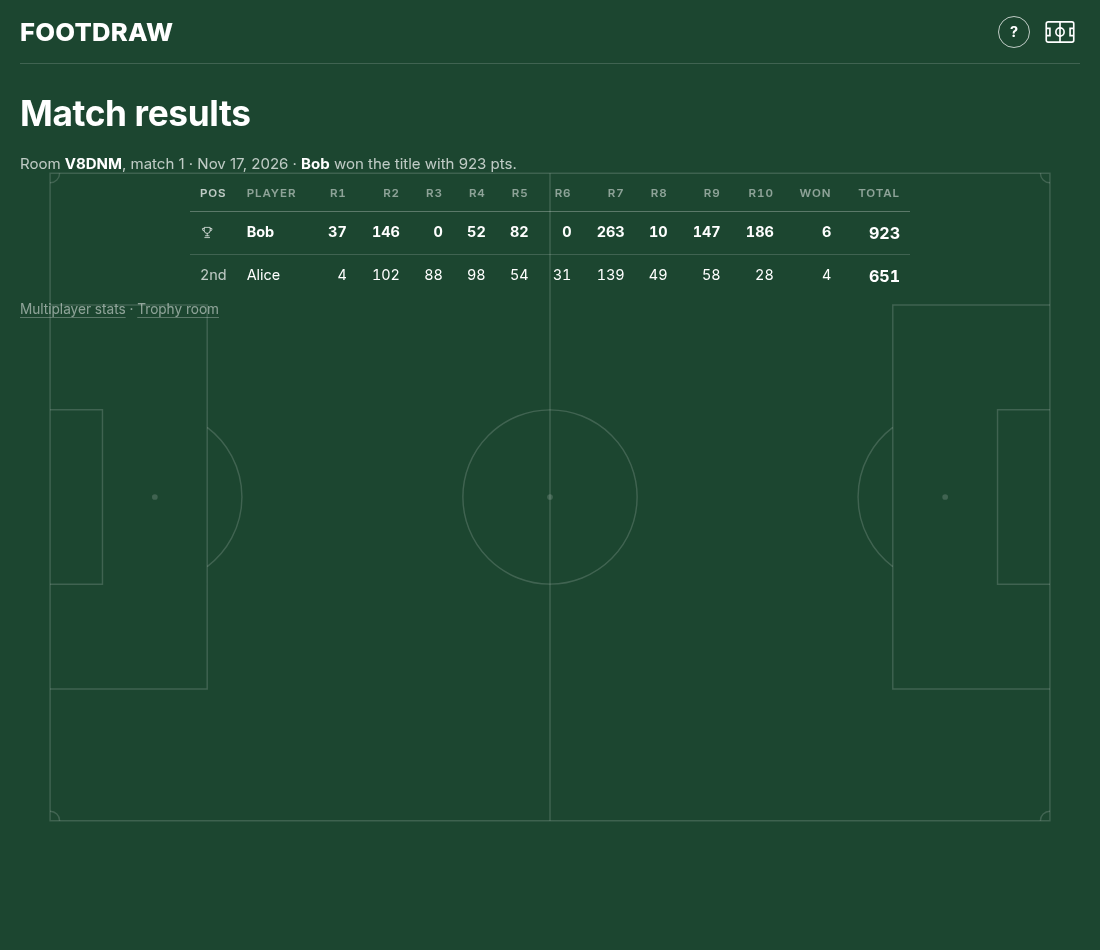 FOOTDRAW ?
Match results
Room V8DNM, match 1 · Nov 17, 2026 · Bob won the title with 923 pts.
POS PLAYER R1 R2 R3 R4 R5 R6 R7 R8 R9 R10 WON TOTAL
Bob 37 146 0 52 82 0 263 10 147 186 6 923
2nd Alice 4 102 88 98 54 31 139 49 58 28 4 651
Multiplayer stats · Trophy room